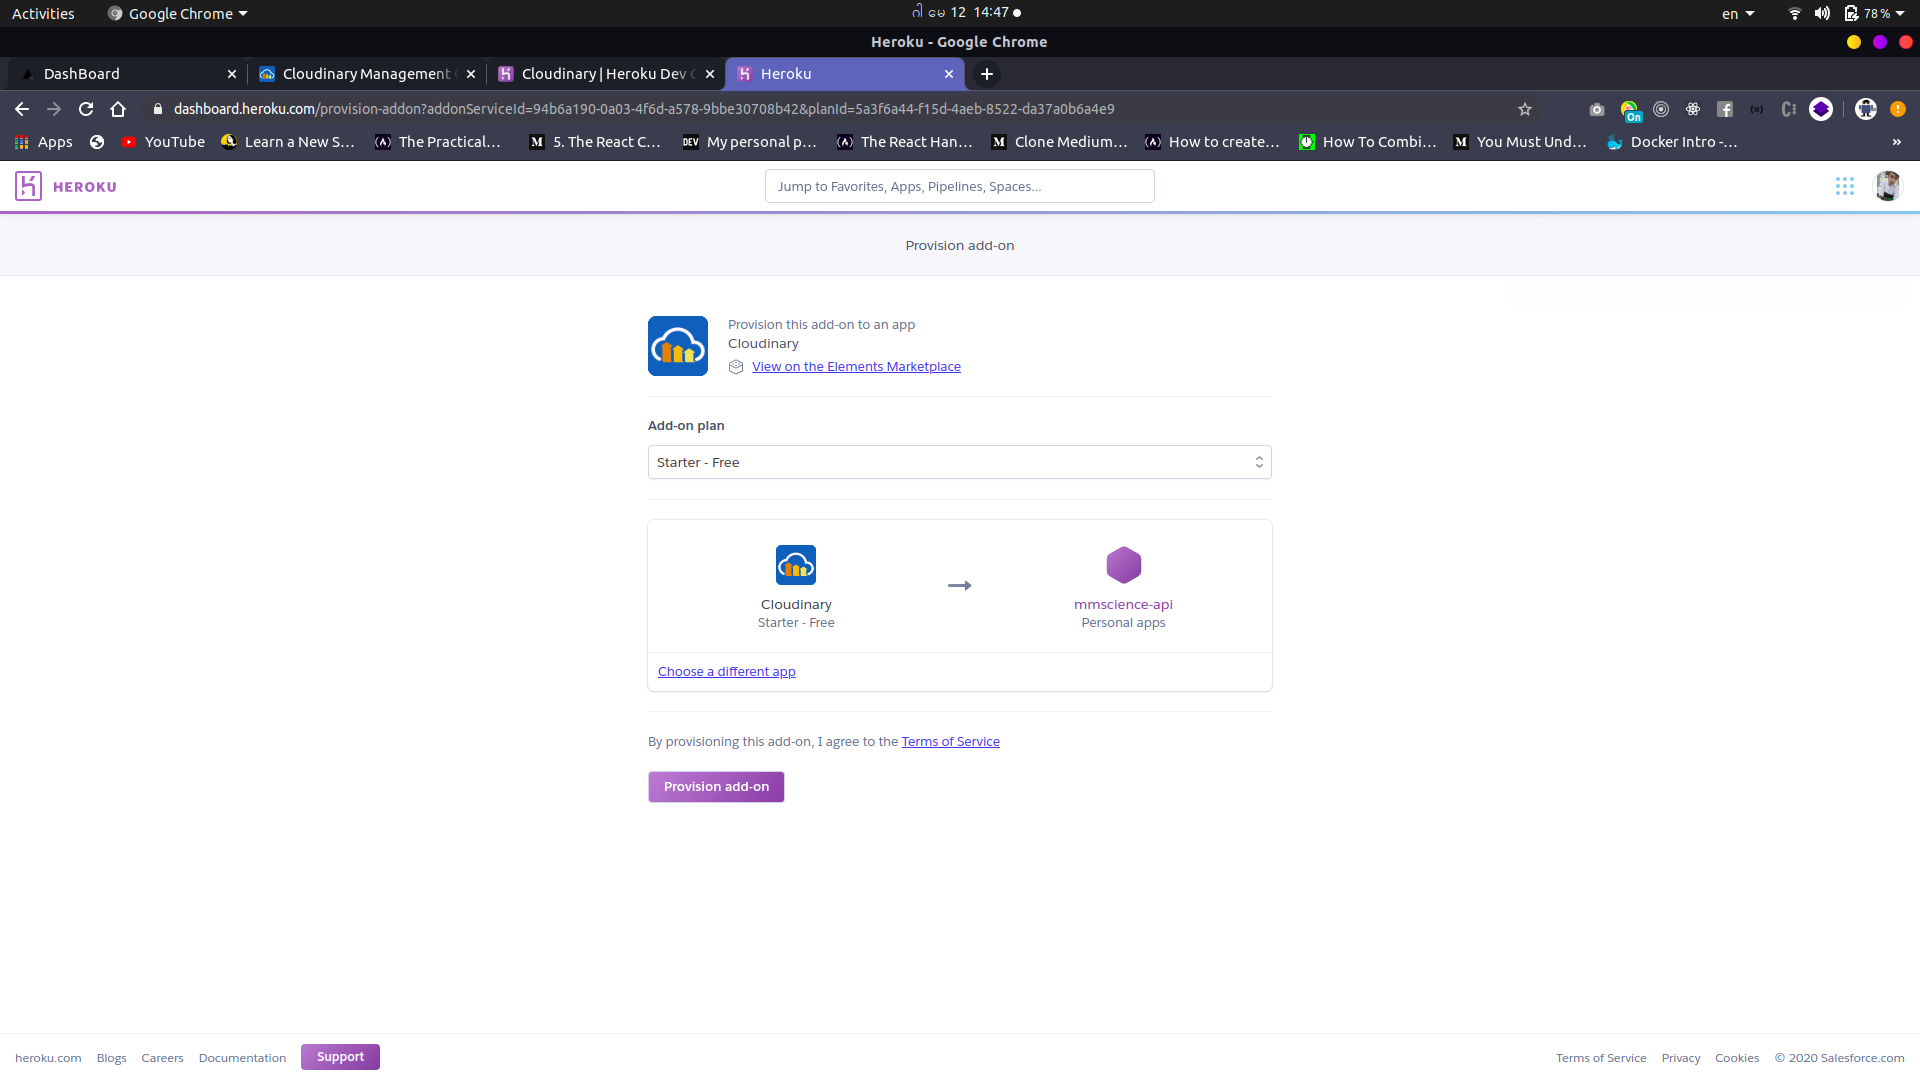 Activities Google Chrome ဂါ မေ 12 14:47 en 78 %
Heroku - Google Chrome
DashBoard Cloudinary Management Cloudinary | Heroku Dev C Heroku
dashboard.heroku.com/provision-addon?addonServiceId=94b6a190-0a03-4f6d-a578-9bbe30708b42&planId=5a3f6a44-f15d-4aeb-8522-da37a0b6a4e9 On
Apps YouTube Learn a New S... The Practical... M 5. The React C... DEV My personal p... The React Han... M Clone Medium... How to create... How To Combi... M You Must Und... Docker Intro -... »
HEROKU Jump to Favorites, Apps, Pipelines, Spaces...
Provision add-on
Provision this add-on to an app
Cloudinary
View on the Elements Marketplace
Add-on plan
Starter - Free
Cloudinary
Starter - Free
mmscience-api
Personal apps
Choose a different app
By provisioning this add-on, I agree to the Terms of Service
Provision add-on
heroku.com Blogs Careers Documentation Support Terms of Service Privacy Cookies © 2020 Salesforce.com